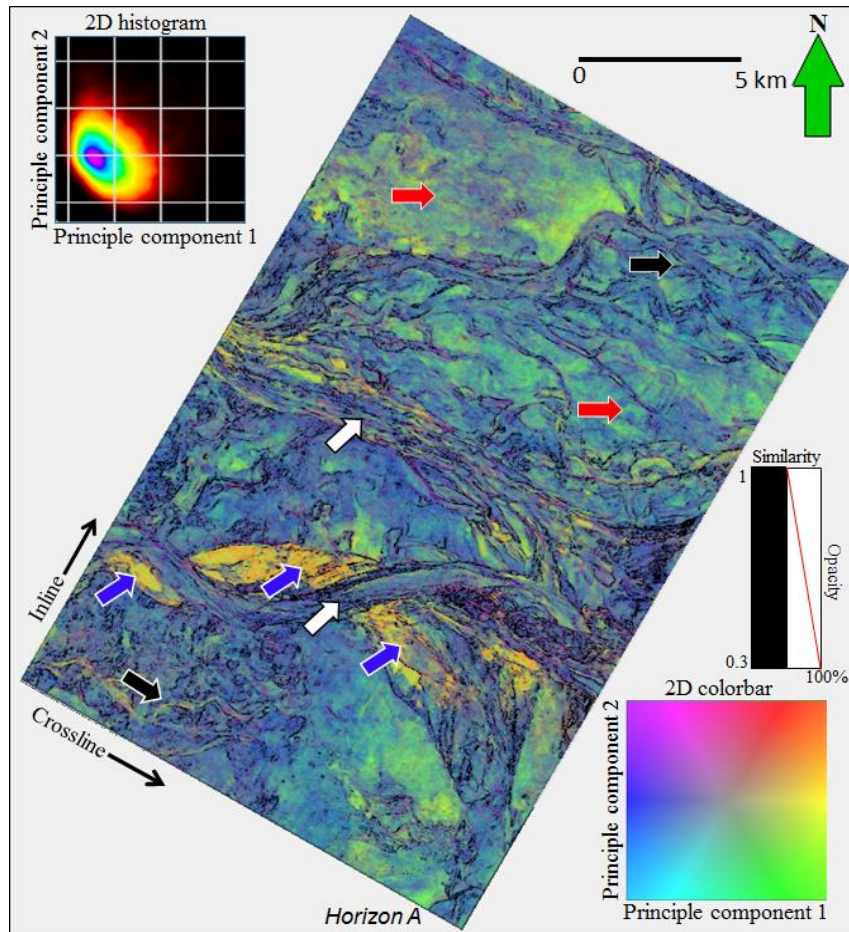 2D histogram
Principle component 2
Principle component 1
N
0
5 km
Similarity
1
Opacity
0.3
100%
Inline
Crossline
2D colorbar
Principle component 2
Principle component 1
Horizon A